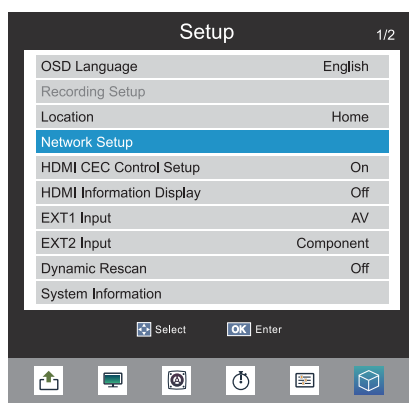 Setup 1/2
OSD Language English
Recording Setup
Location Home
Network Setup
HDMI CEC Control Setup On
HDMI Information Display Off
EXT1 Input AV
EXT2 Input Component
Dynamic Rescan Off
System Information
Select OK Enter